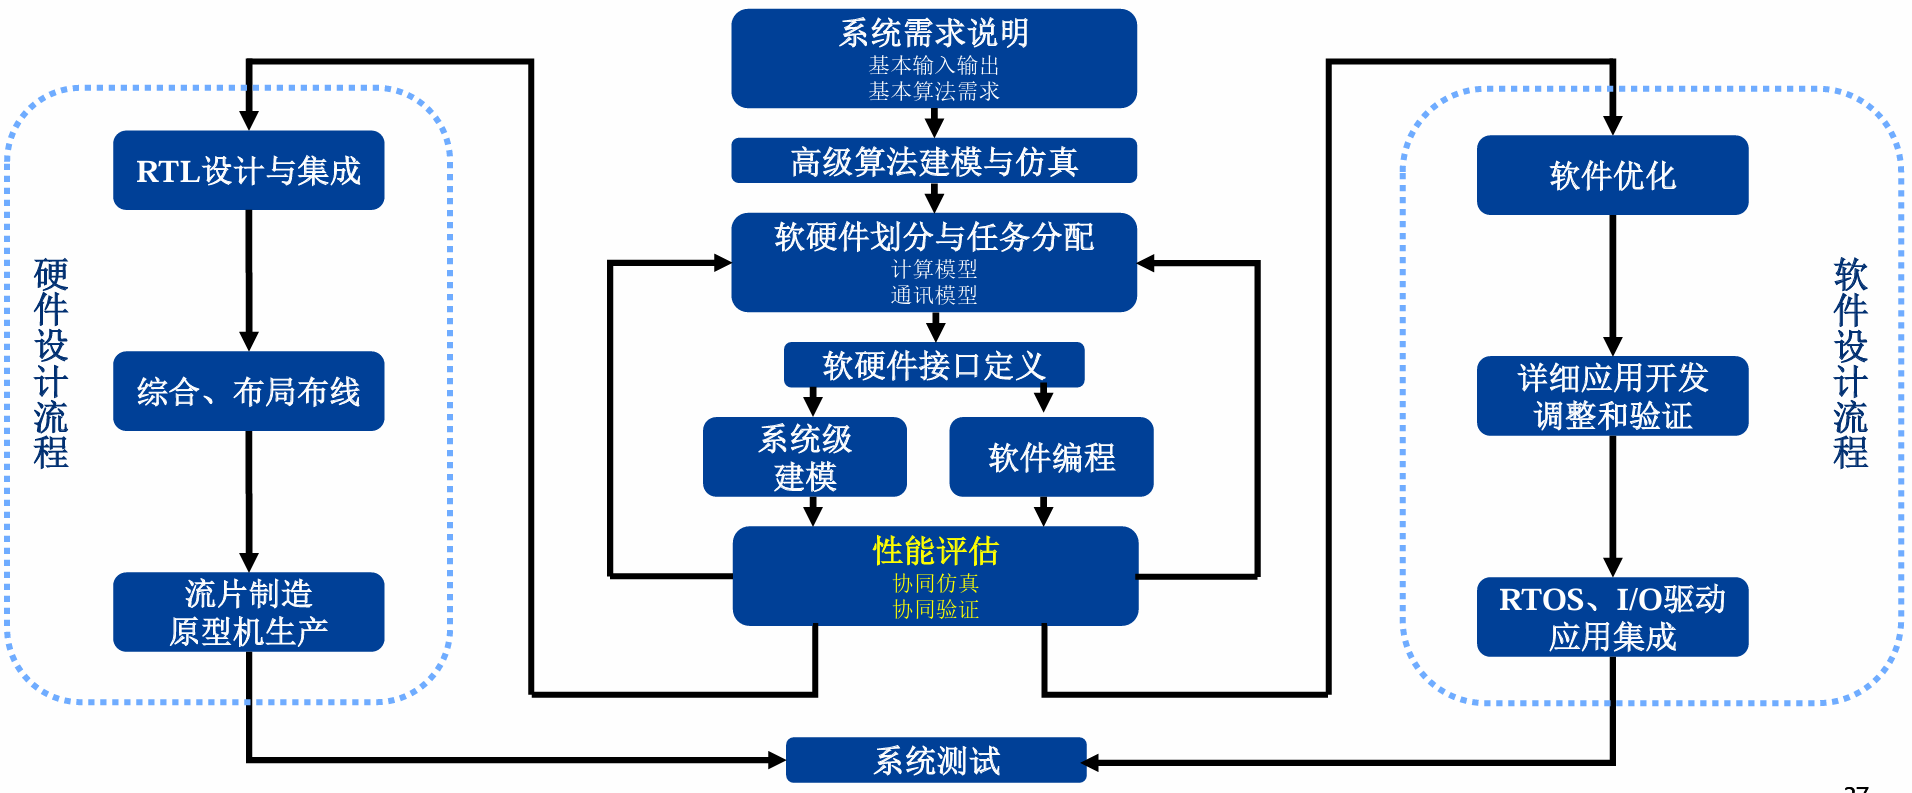 系统需求说明
基本输入输出
基本算法需求
高级算法建模与仿真
软硬件划分与任务分配
计算模型
通讯模型
软硬件接口定义
系统级
建模
软件编程
性能评估
协同仿真
协同验证
硬件设计流程
RTL设计与集成
综合、布局布线
流片制造
原型机生产
软件设计流程
软件优化
详细应用开发
调整和验证
RTOS、I/O驱动
应用集成
系统测试